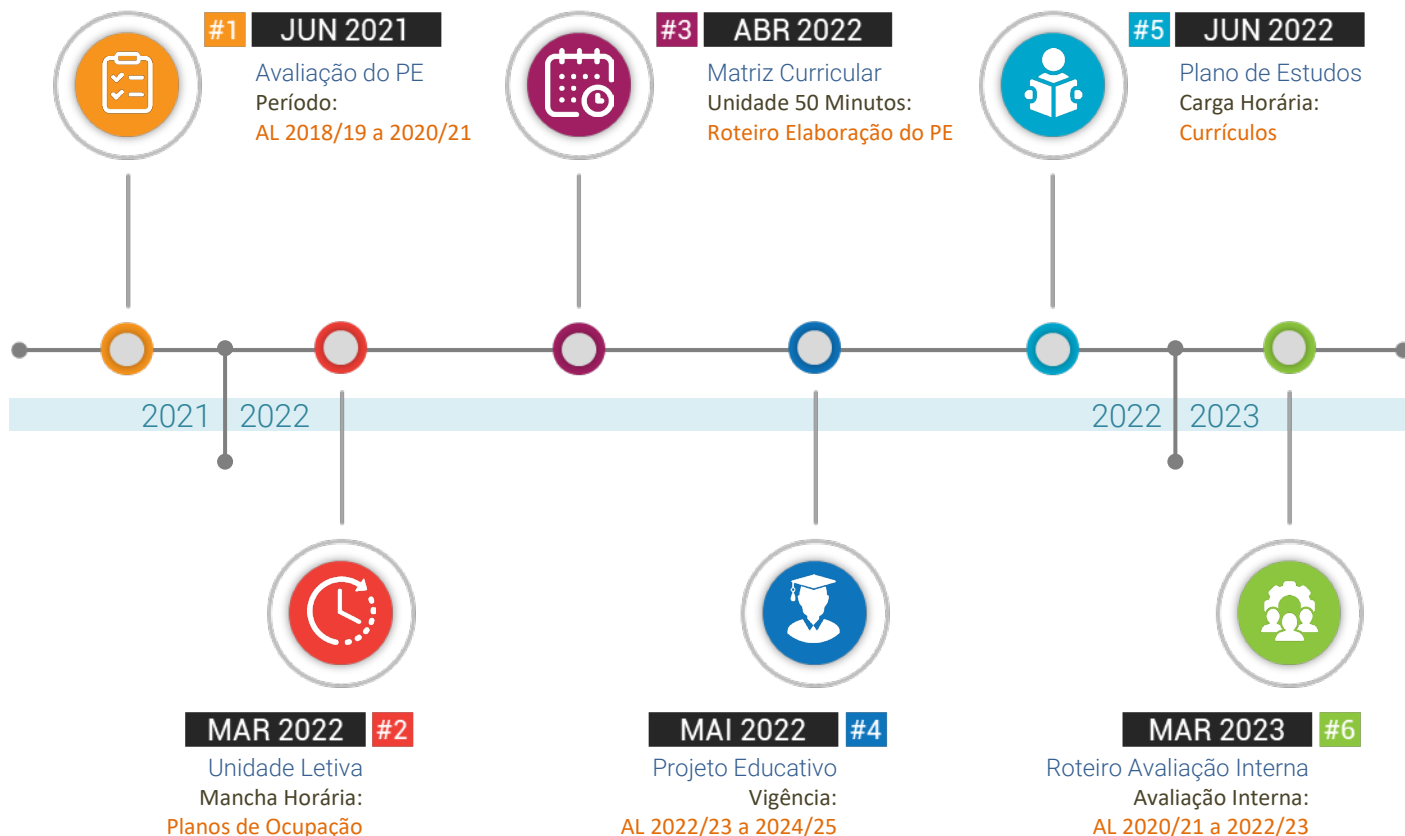 #1 JUN 2021
Avaliação do PE
Período:
AL 2018/19 a 2020/21
#3 ABR 2022
Matriz Curricular
Unidade 50 Minutos:
Roteiro Elaboração do PE
#5 JUN 2022
Plano de Estudos
Carga Horária:
Currículos
2021 2022
2022 2023
MAR 2022 #2
Unidade Letiva
Mancha Horária:
Planos de Ocupação
MAI 2022 #4
Projeto Educativo
Vigência:
AL 2022/23 a 2024/25
MAR 2023 #6
Roteiro Avaliação Interna
Avaliação Interna:
AL 2020/21 a 2022/23